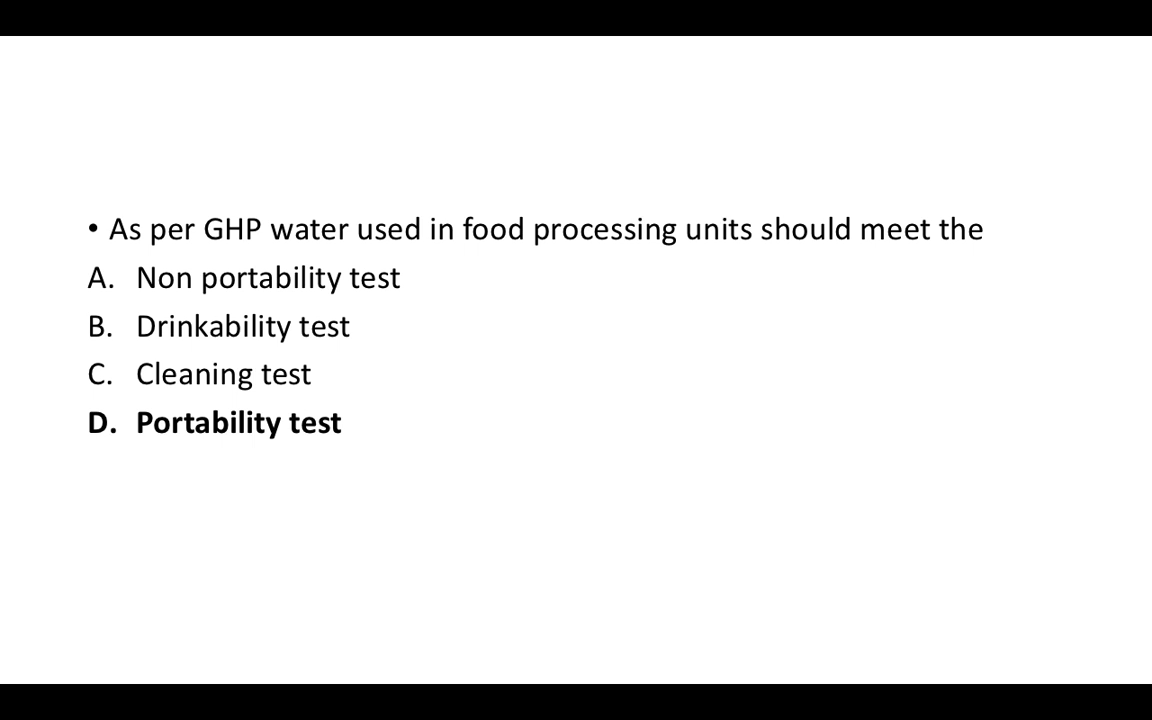 • As per GHP water used in food processing units should meet the
A. Non portability test
B. Drinkability test
C. Cleaning test
D. Portability test